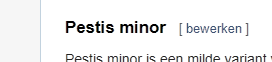 Pestis minor [ bewerken ]
Pestis minor is een milde variant